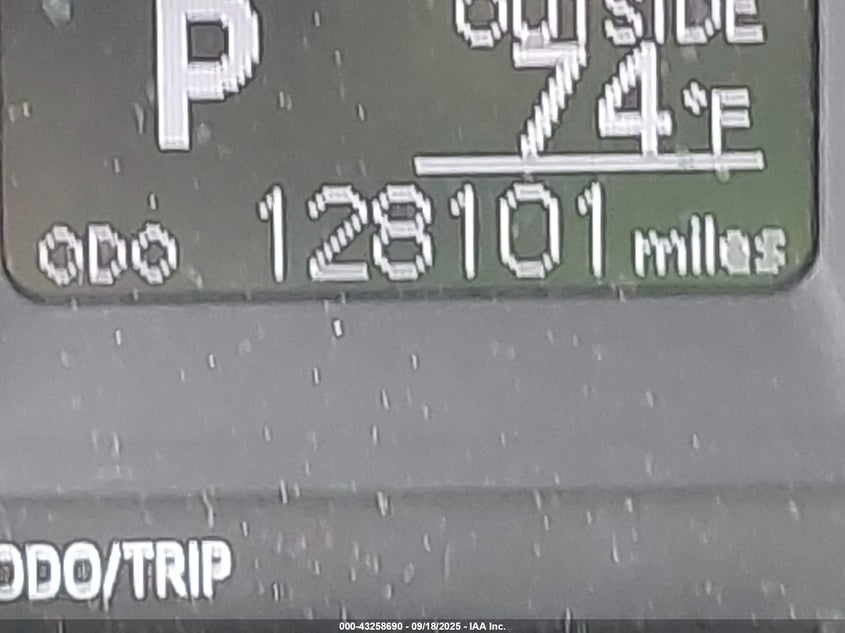 P OUTSIDE
74°F
ODO 128101 miles
ODO/TRIP
000-43258690 - 09/18/2025 - IAA Inc.